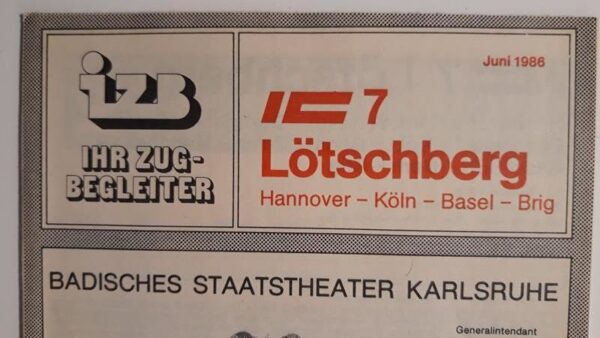 izB
IHR ZUG-
BEGLEITER
Juni 1986
IC 7
Lötschberg
Hannover – Köln – Basel – Brig
BADISCHES STAATSTHEATER KARLSRUHE
Generalintendant